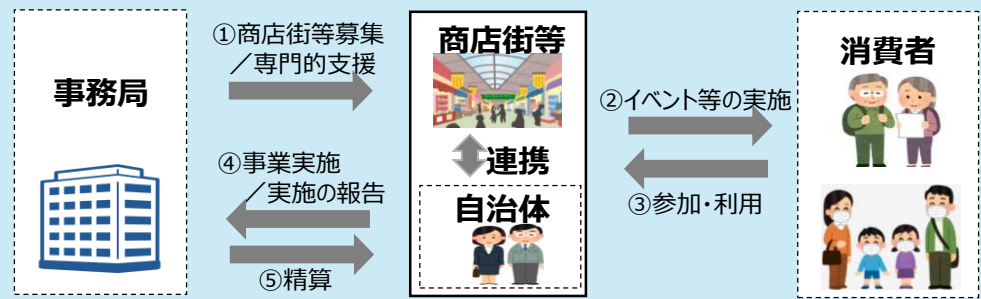 事務局
①商店街等募集
／専門的支援
④事業実施
／実施の報告
⑤精算
商店街等
連携
自治体
②イベント等の実施
③参加・利用
消費者